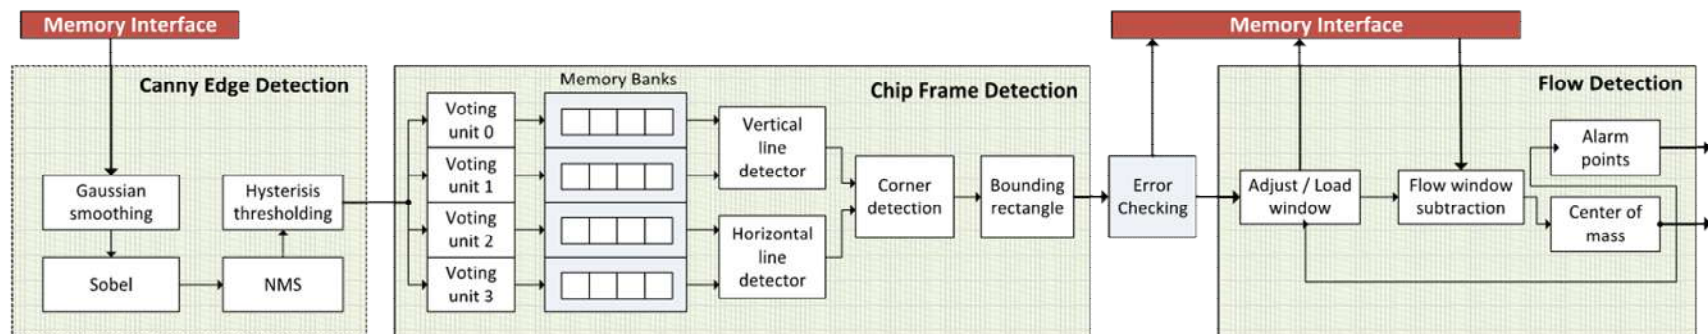 Memory Interface
Memory Interface
Canny Edge Detection
Gaussian
smoothing
Sobel
NMS
Hysterisis
thresholding
Chip Frame Detection
Memory Banks
Voting
unit 0
Voting
unit 1
Voting
unit 2
Voting
unit 3
Vertical
line
detector
Horizontal
line
detector
Corner
detection
Bounding
rectangle
Error
Checking
Flow Detection
Adjust / Load
window
Flow window
subtraction
Alarm
points
Center of
mass